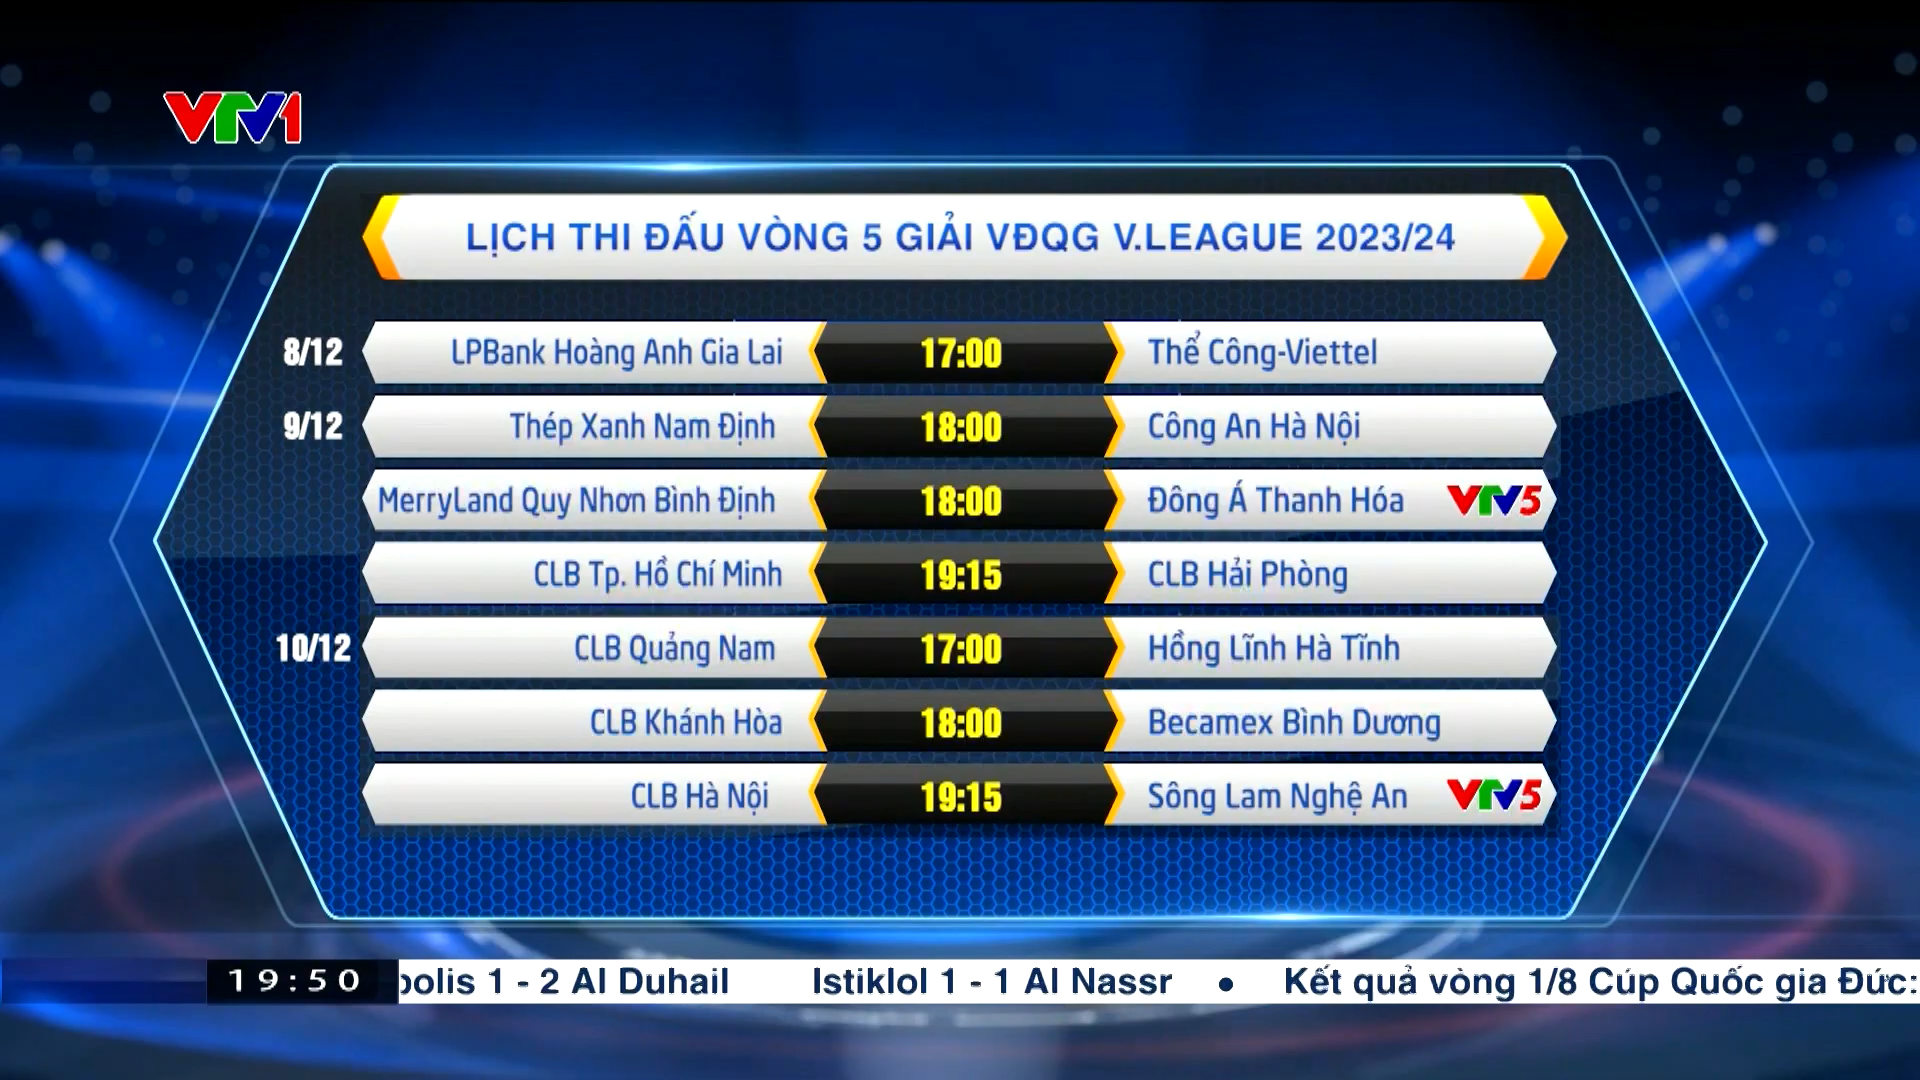 VTV1
LỊCH THI ĐẤU VÒNG 5 GIẢI VĐQG V.LEAGUE 2023/24
8/12 LPBank Hoàng Anh Gia Lai 17:00 Thể Công-Viettel
9/12 Thép Xanh Nam Định 18:00 Công An Hà Nội
MerryLand Quy Nhơn Bình Định 18:00 Đông Á Thanh Hóa VTV5
CLB Tp. Hồ Chí Minh 19:15 CLB Hải Phòng
10/12 CLB Quảng Nam 17:00 Hồng Lĩnh Hà Tĩnh
CLB Khánh Hòa 18:00 Becamex Bình Dương
CLB Hà Nội 19:15 Sông Lam Nghệ An VTV5
19:50 polis 1 - 2 Al Duhail Istiklol 1 - 1 Al Nassr • Kết quả vòng 1/8 Cúp Quốc gia Đức: